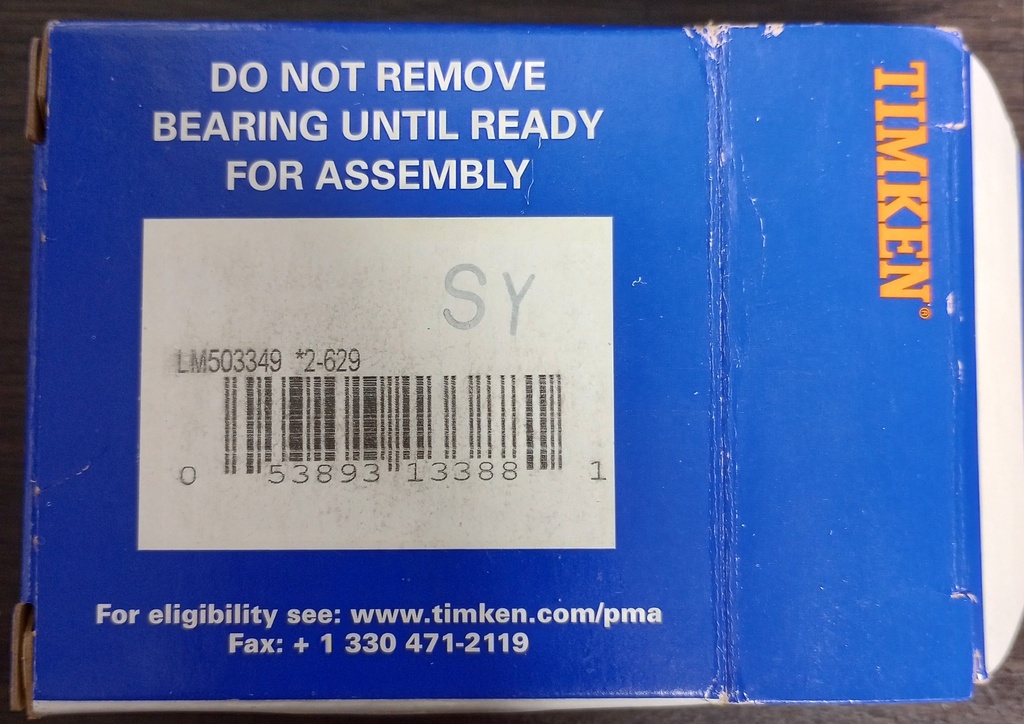 DO NOT REMOVE
BEARING UNTIL READY
FOR ASSEMBLY
SY
LM503349 *2-629
0 53893 13388 1
For eligibility see: www.timken.com/pma
Fax: + 1 330 471-2119
TIMKEN®